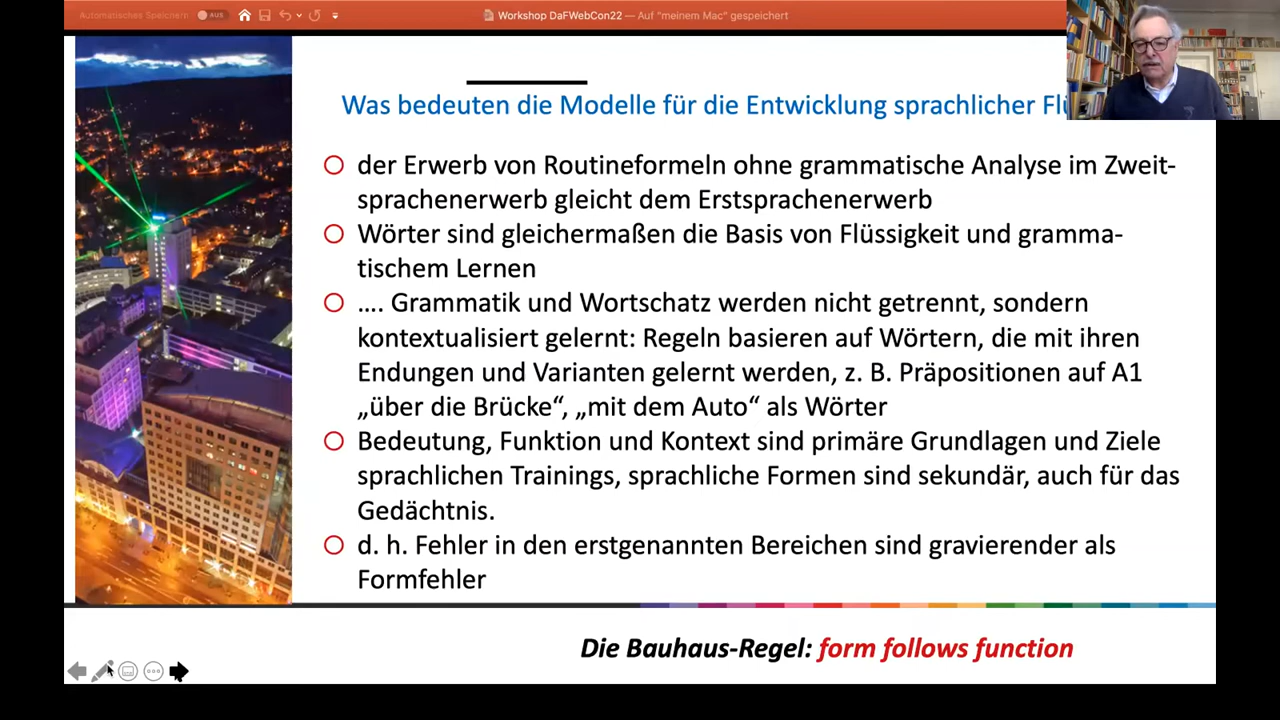 Automatisches Speichern AUS
Workshop DaFWebCon22 — Auf "meinem Mac" gespeichert
Was bedeuten die Modelle für die Entwicklung sprachlicher
der Erwerb von Routineformeln ohne grammatische Analyse im Zweit-
sprachenerwerb gleicht dem Erstsprachenerwerb
Wörter sind gleichermaßen die Basis von Flüssigkeit und gramma-
tischem Lernen
.... Grammatik und Wortschatz werden nicht getrennt, sondern
kontextualisiert gelernt: Regeln basieren auf Wörtern, die mit ihren
Endungen und Varianten gelernt werden, z. B. Präpositionen auf A1
„über die Brücke“, „mit dem Auto“ als Wörter
Bedeutung, Funktion und Kontext sind primäre Grundlagen und Ziele
sprachlichen Trainings, sprachliche Formen sind sekundär, auch für das
Gedächtnis.
d. h. Fehler in den erstgenannten Bereichen sind gravierender als
Formfehler
Die Bauhaus-Regel: form follows function